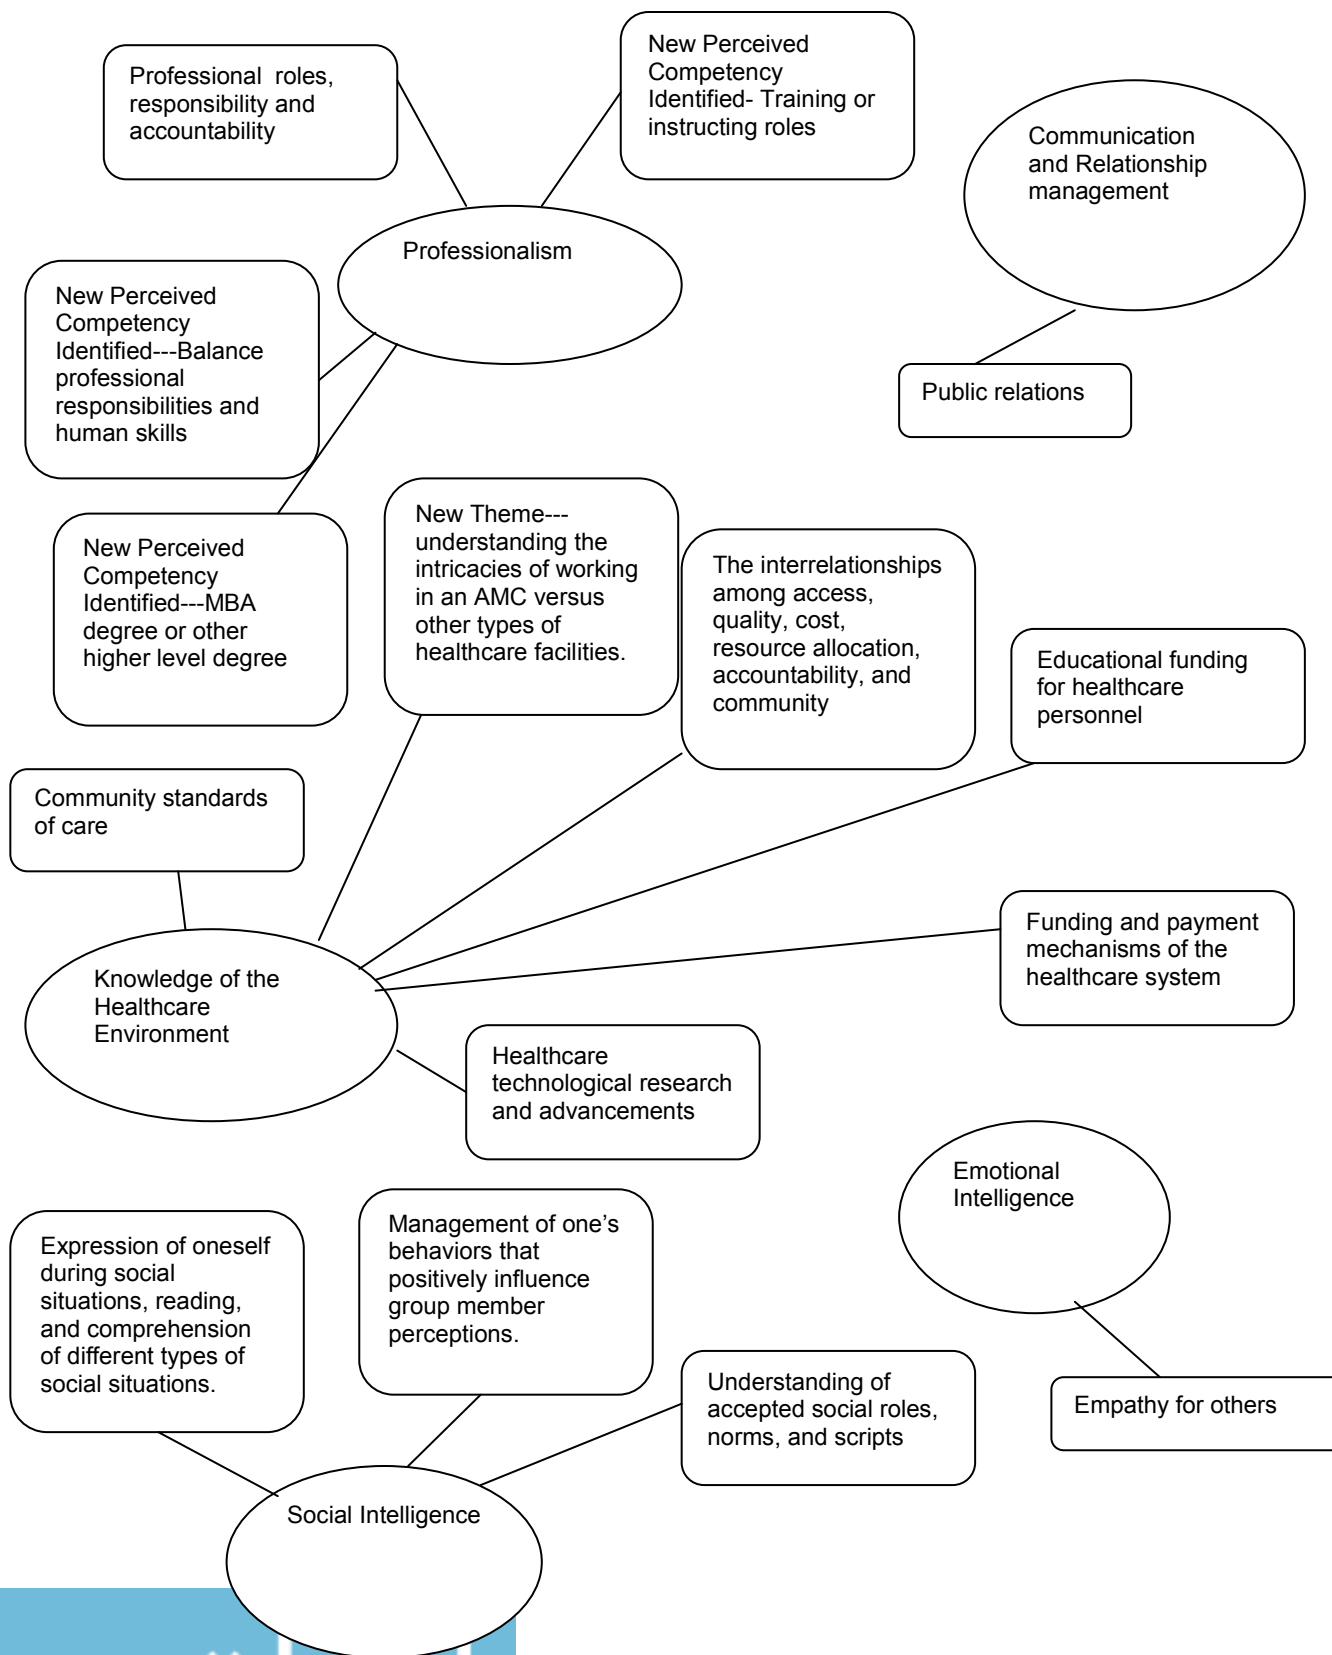 Professional  roles,
responsibility and
accountability
New Perceived
Competency
Identified- Training or
instructing roles
Communication
and Relationship
management
Professionalism
New Perceived
Competency
Identified---Balance
professional
responsibilities and
human skills
Public relations
New Perceived
Competency
Identified---MBA
degree or other
higher level degree
New Theme---
understanding the
intricacies of working
in an AMC versus
other types of
healthcare facilities.
The interrelationships
among access,
quality, cost,
resource allocation,
accountability, and
community
Educational funding
for healthcare
personnel
Community standards
of care
Funding and payment
mechanisms of the
healthcare system
Knowledge of the
Healthcare
Environment
Healthcare
technological research
and advancements
Emotional
Intelligence
Expression of oneself
during social
situations, reading,
and comprehension
of different types of
social situations.
Management of one’s
behaviors that
positively influence
group member
perceptions.
Understanding of
accepted social roles,
norms, and scripts
Empathy for others
Social Intelligence